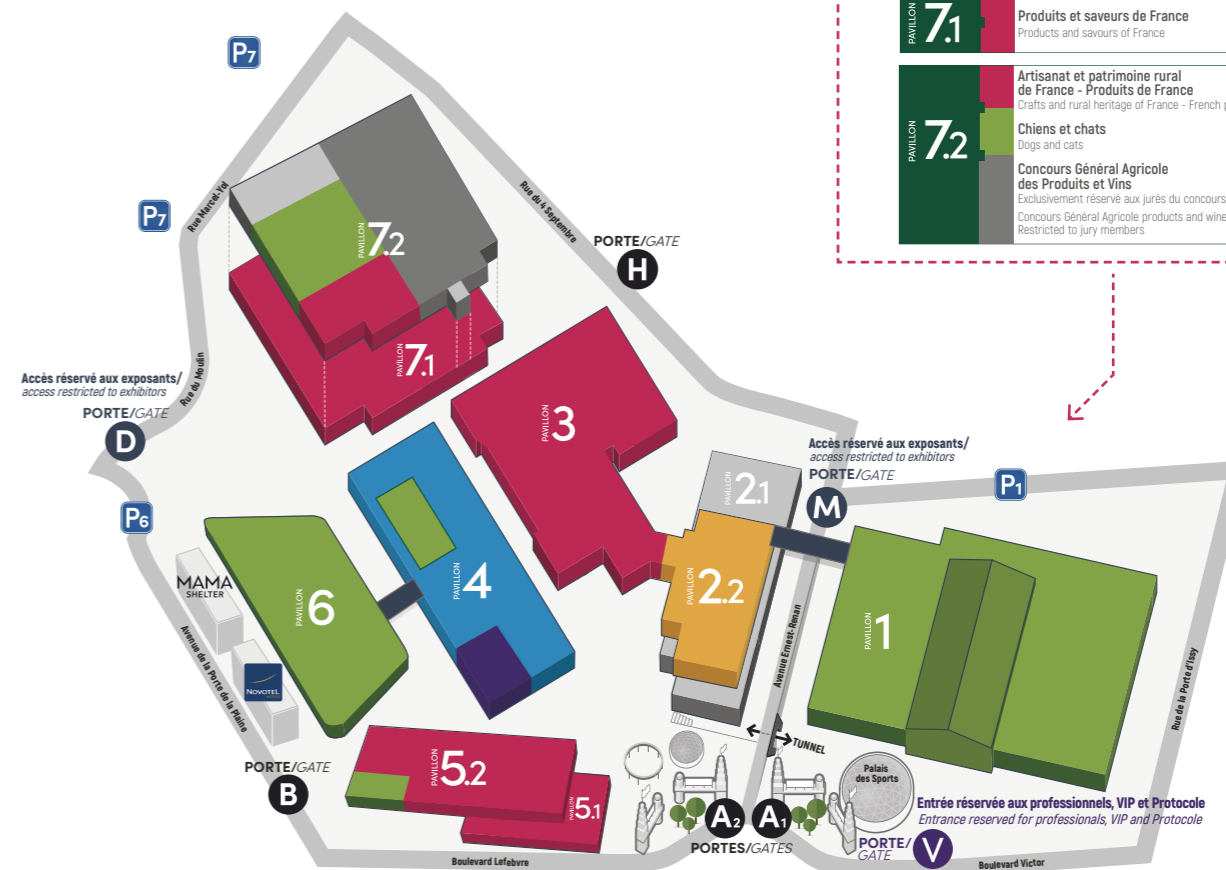 PAVILLON
7.1
Produits et saveurs de France
Products and savours of France
PAVILLON
7.2
Artisanat et patrimoine rural
de France - Produits de France
Crafts and rural heritage of France - French p
Chiens et chats
Dogs and cats
Concours Général Agricole
des Produits et Vins
Exclusivement réservé aux jurés du concours
Concours Général Agricole products and wine
Restricted to jury members
P7
P7
Rue Marcel-Yol
Rue du 4 Septembre
PAVILLON
7.2
PORTE/GATE
H
PAVILLON
7.1
Rue du Moulin
Accès réservé aux exposants/
access restricted to exhibitors
PORTE/GATE
D
PAVILLON
3
Accès réservé aux exposants/
access restricted to exhibitors
PORTE/GATE
M
P1
P6
PAVILLON
2.1
PAVILLON
2.2
PAVILLON
4
PAVILLON
6
PAVILLON
1
MAMA
SHELTER
NOVOTEL
Avenue de la Porte de la Plaine
Avenue Ernest-Renan
Rue de la Porte d'Issy
TUNNEL
PORTE/GATE
B
PAVILLON
5.2
PAVILLON
5.1
Palais
des Sports
A2
A1
PORTES/GATES
Entrée réservée aux professionnels, VIP et Protocole
Entrance reserved for professionals, VIP and Protocole
PORTE/
GATE
V
Boulevard Lefebvre
Boulevard Victor